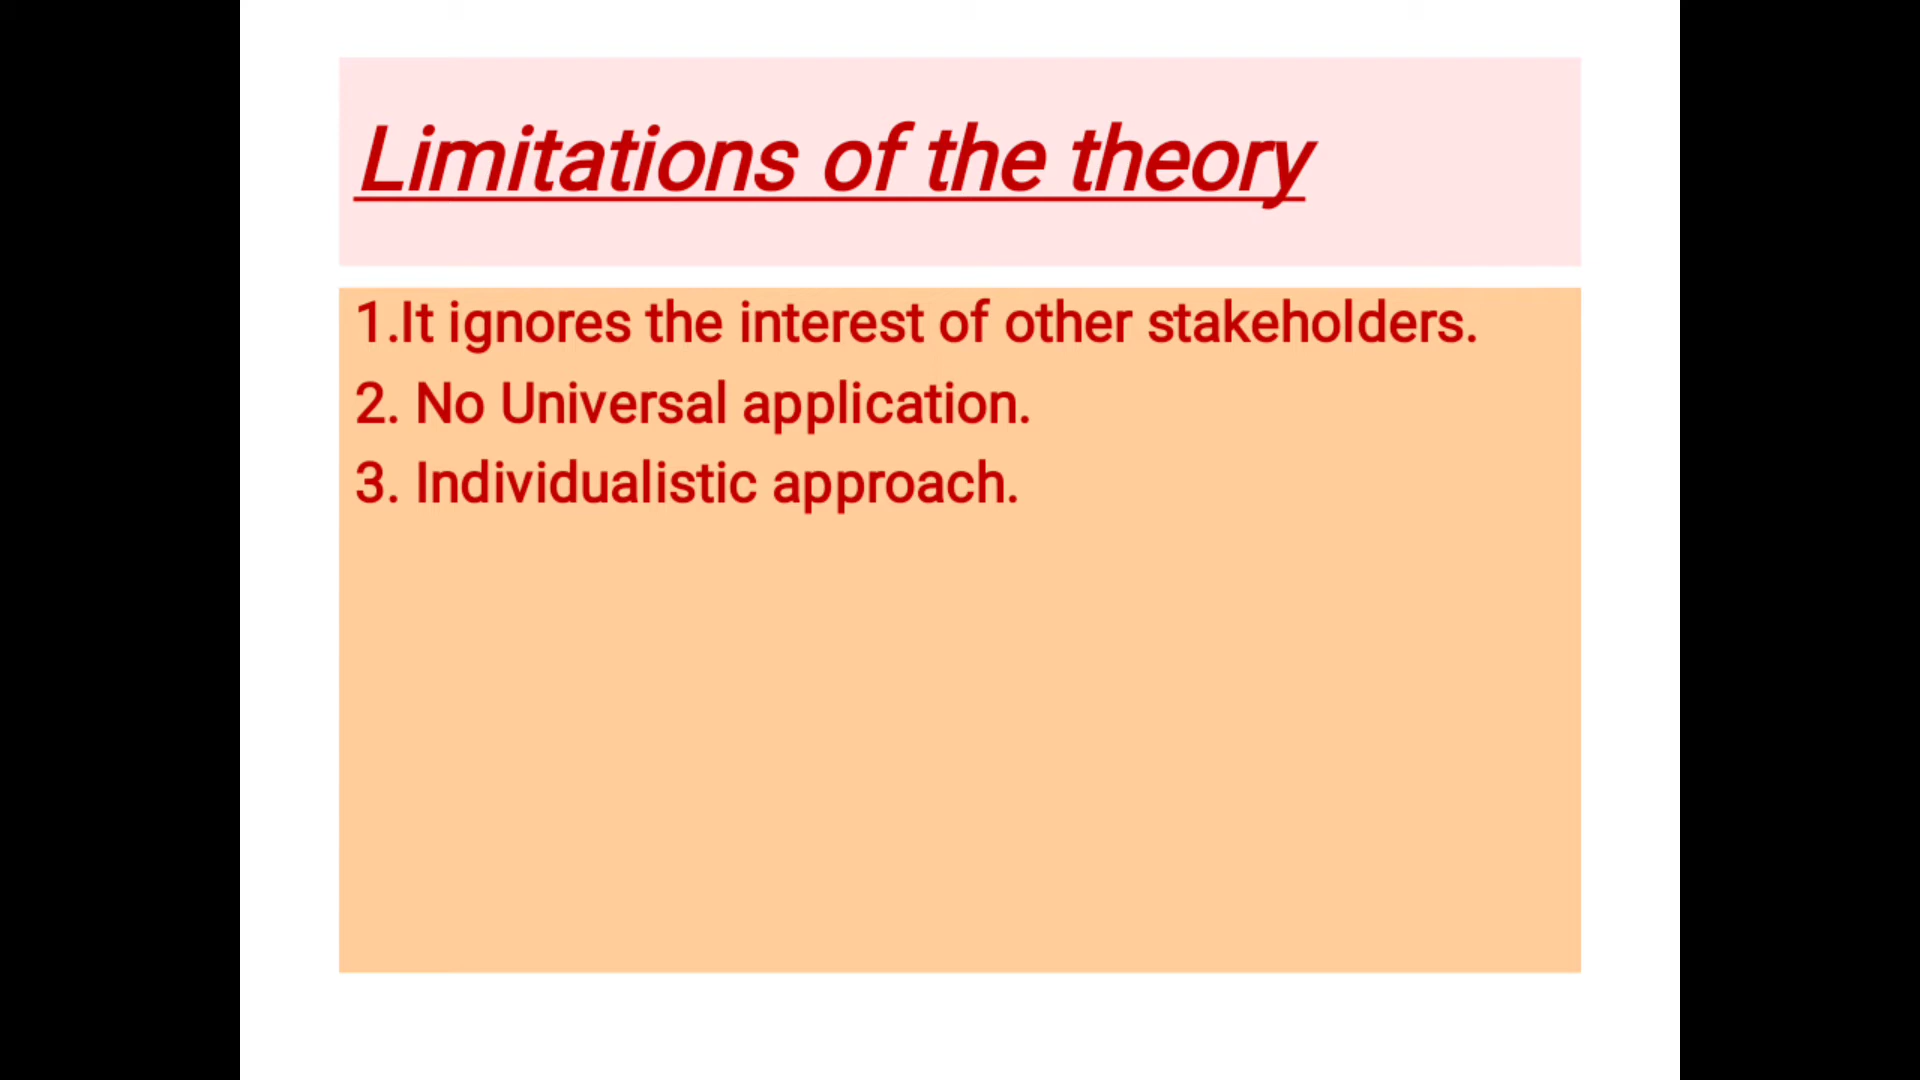 Limitations of the theory
1.It ignores the interest of other stakeholders.
2. No Universal application.
3. Individualistic approach.